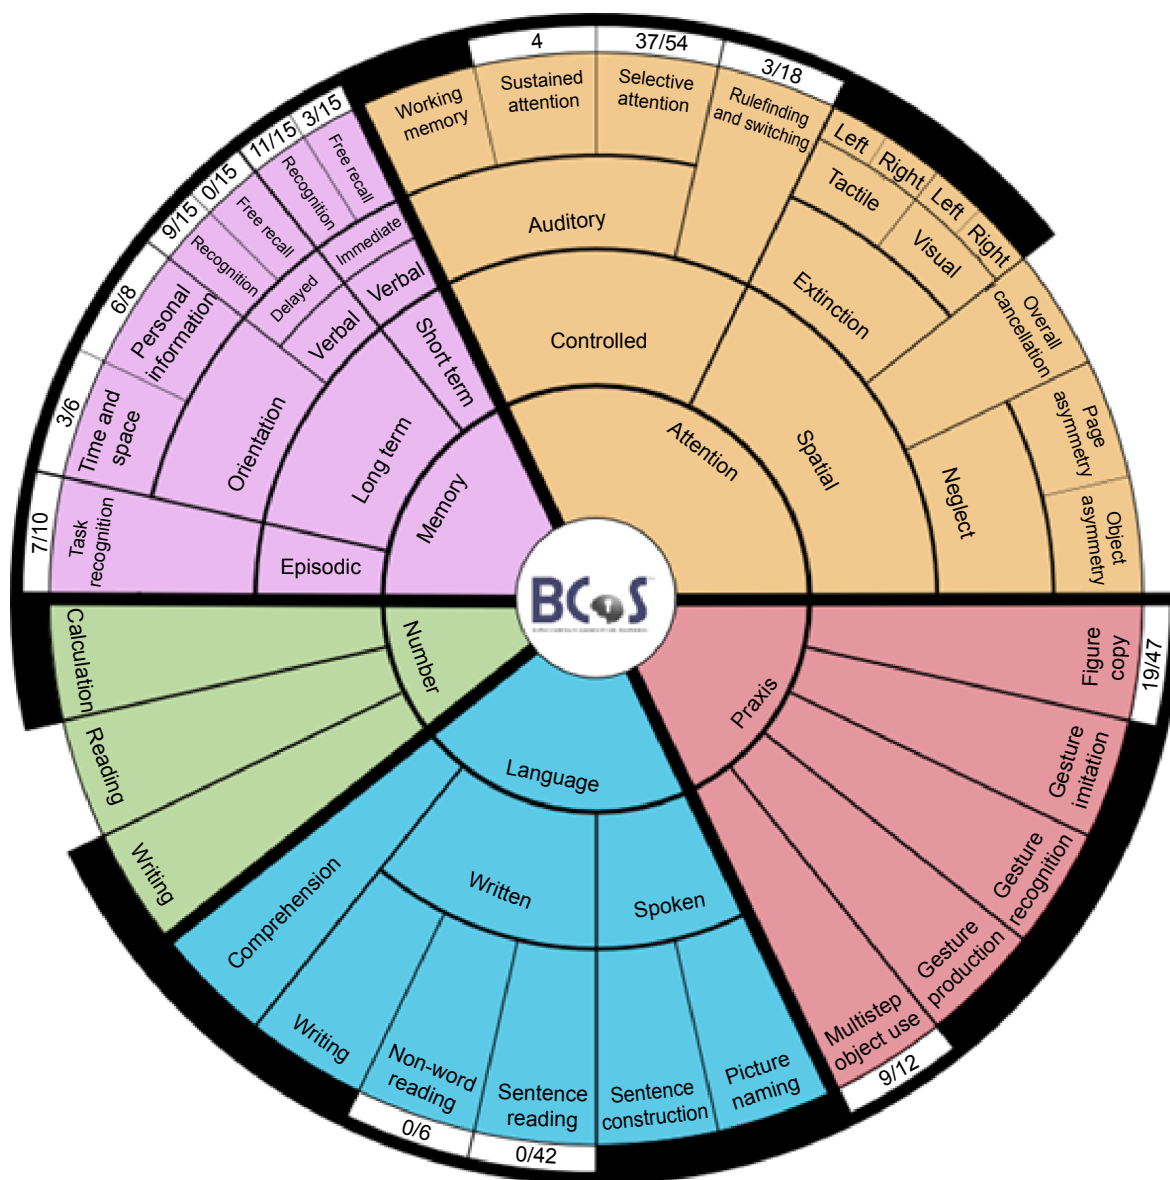 4
37/54
3/18
Working
memory
Sustained
attention
Selective
attention
Rulefinding
and switching
Left
Right
Left
Right
Tactile
Visual
Auditory
Extinction
Overall
cancellation
Page
asymmetry
Object
asymmetry
Controlled
Spatial
Neglect
Attention
3/15
11/15
0/15
9/15
6/8
3/6
7/10
Free recall
Recognition
Free recall
Recognition
Immediate
Verbal
Delayed
Verbal
Personal
information
Time and
space
Task
recognition
Short term
Long term
Orientation
Episodic
Memory
BCoS
Number
Calculation
Reading
Writing
Language
Comprehension
Written
Spoken
Writing
Non-word
reading
Sentence
reading
Sentence
construction
Picture
naming
0/6
0/42
Praxis
Figure
copy
Gesture
imitation
Gesture
recognition
Gesture
production
Multistep
object use
19/47
9/12